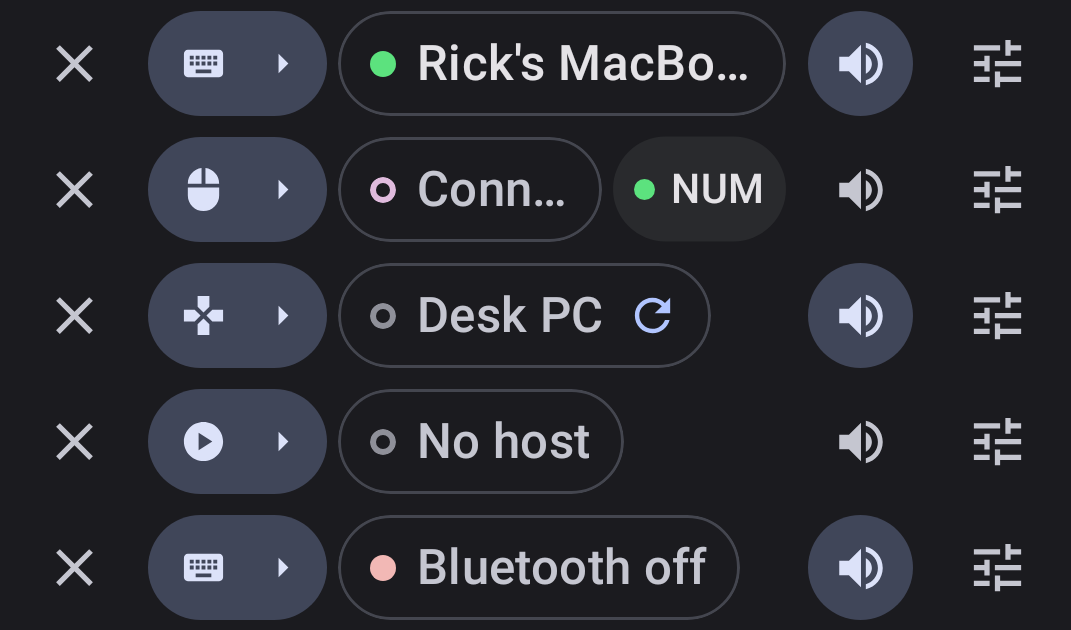 Rick's MacBo…
Conn… NUM
Desk PC
No host
Bluetooth off